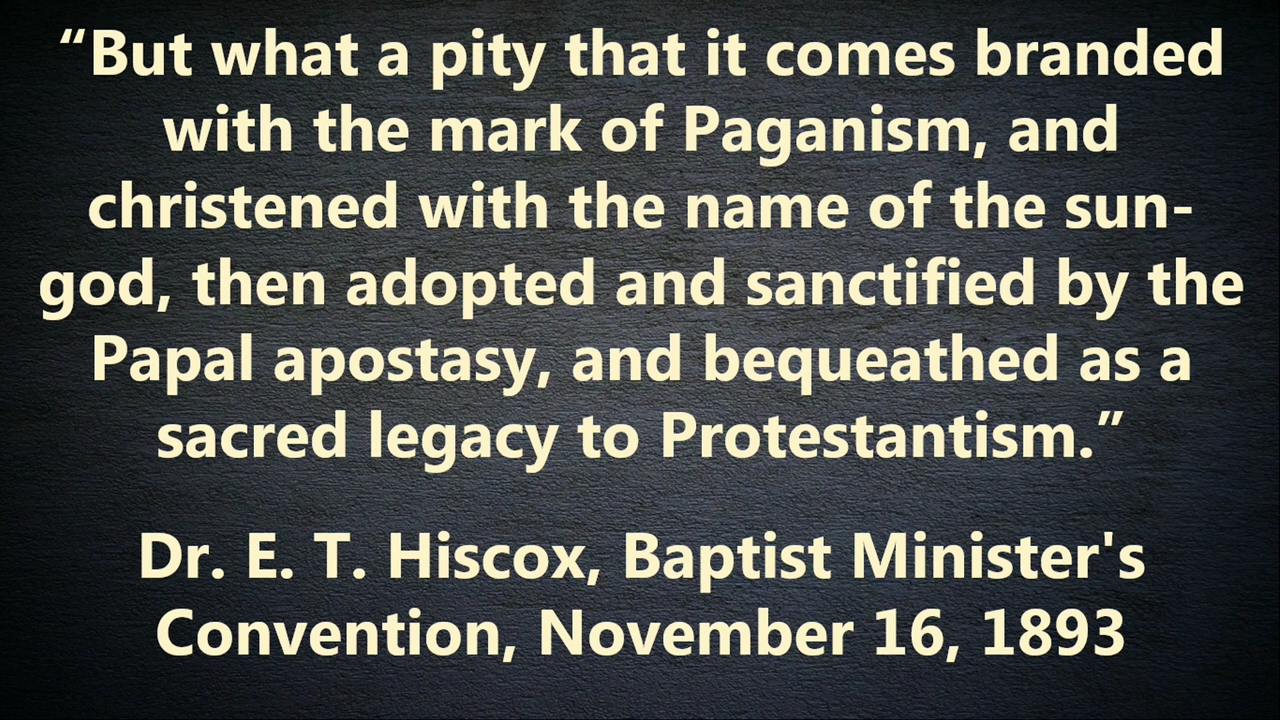 “But what a pity that it comes branded
with the mark of Paganism, and
christened with the name of the sun-
god, then adopted and sanctified by the
Papal apostasy, and bequeathed as a
sacred legacy to Protestantism.”
Dr. E. T. Hiscox, Baptist Minister's
Convention, November 16, 1893